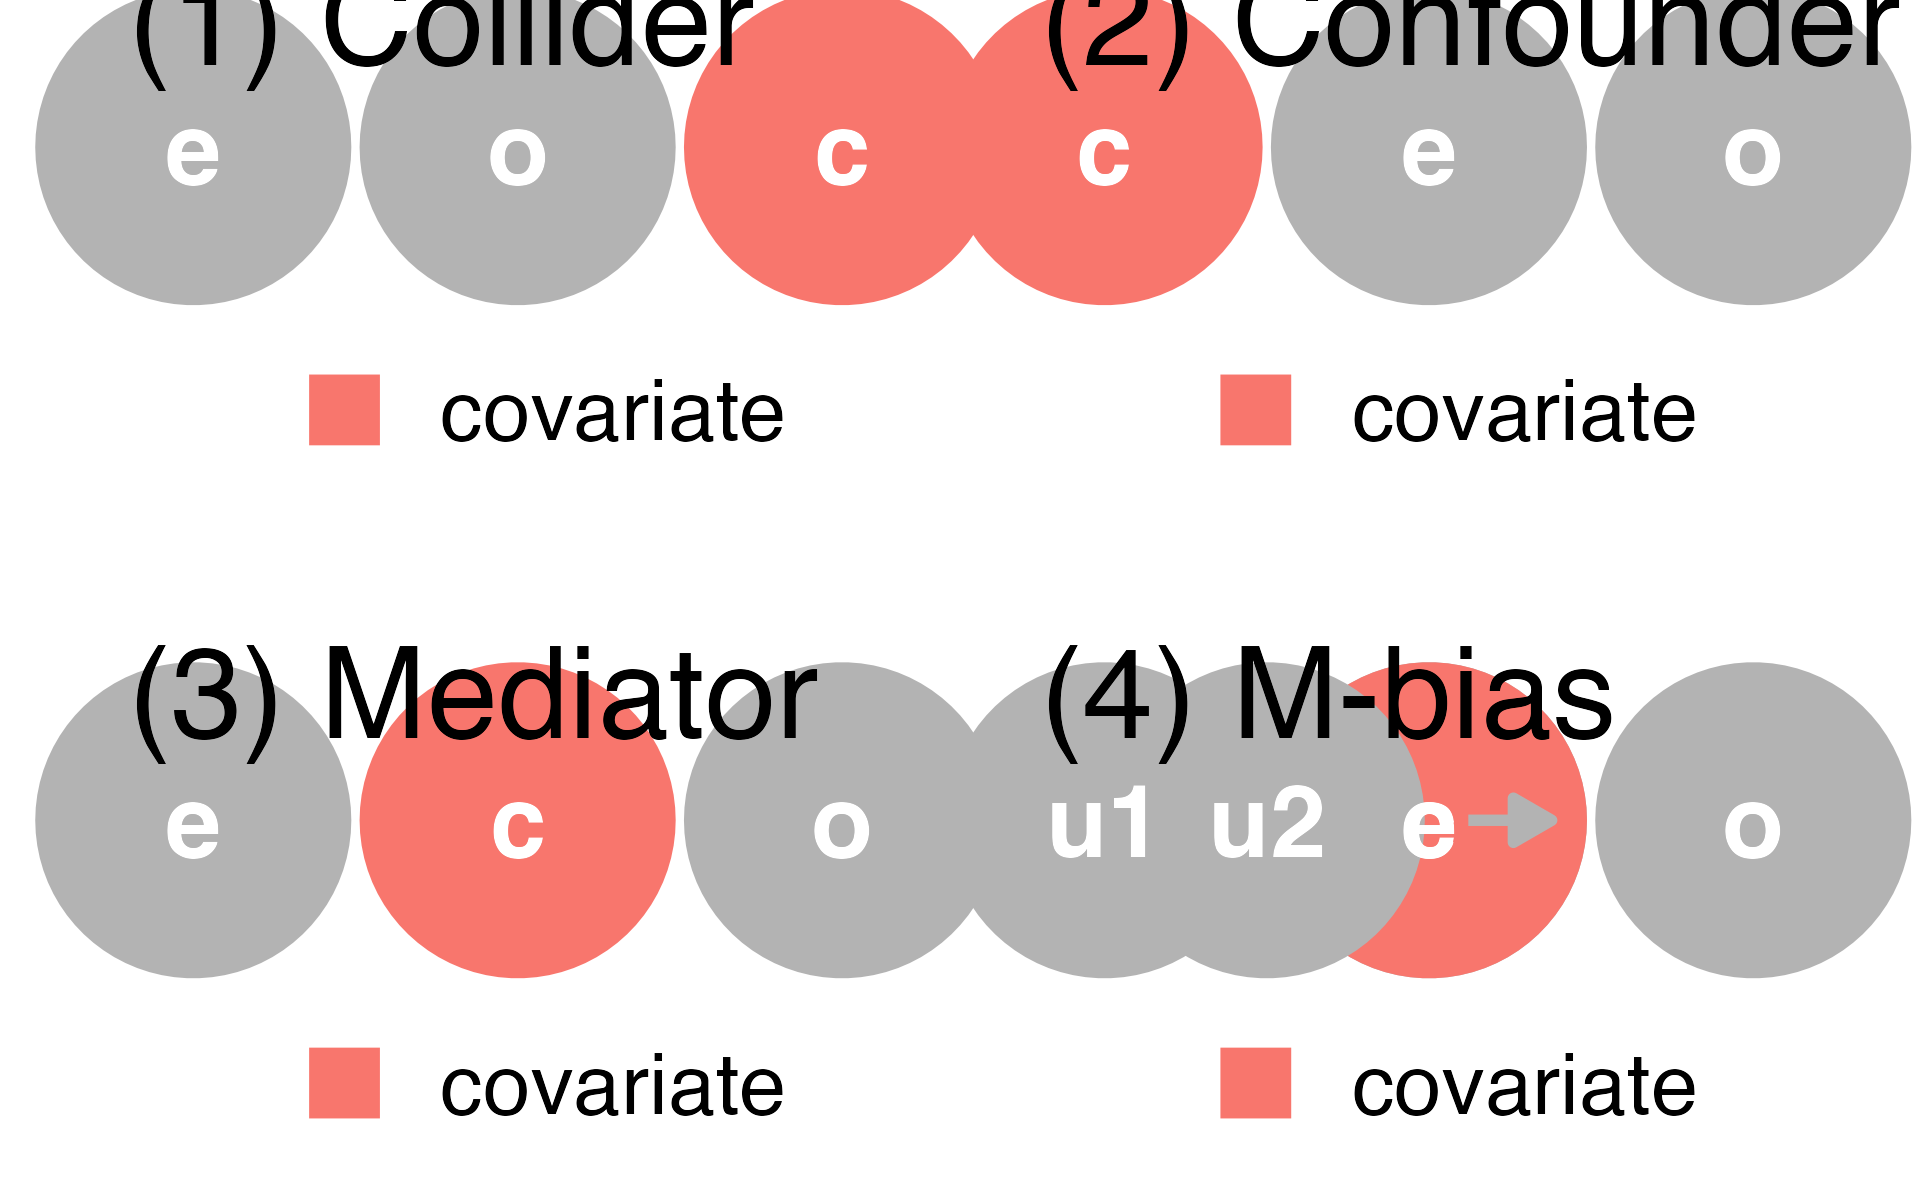 (1) Collider
(2) Confounder
e o c c e o
covariate
covariate
(3) Mediator
(4) M-bias
e c o u1 u2 e o
covariate
covariate